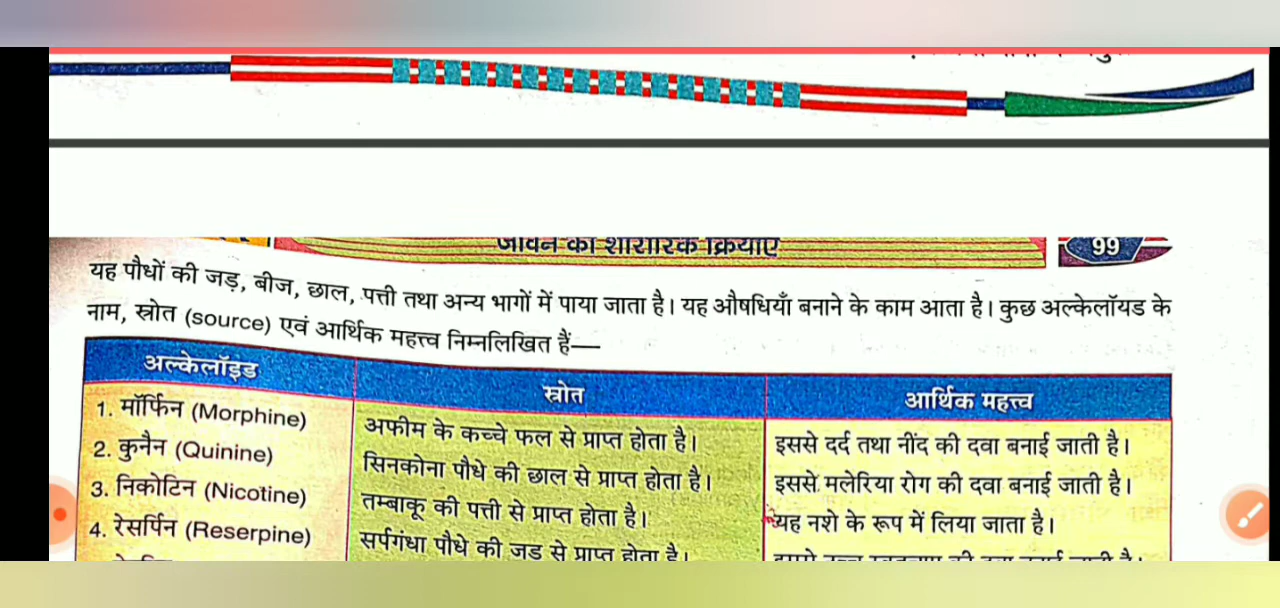 जीवन की शारीरिक क्रियाएँ
99
यह पौधों की जड़, बीज, छाल, पत्ती तथा अन्य भागों में पाया जाता है। यह औषधियाँ बनाने के काम आता है। कुछ अल्केलॉयड के
नाम, स्रोत (source) एवं आर्थिक महत्त्व निम्नलिखित हैं—
अल्केलॉइड स्रोत आर्थिक महत्त्व
1. मॉर्फिन (Morphine) अफीम के कच्चे फल से प्राप्त होता है। इससे दर्द तथा नींद की दवा बनाई जाती है।
2. कुनैन (Quinine) सिनकोना पौधे की छाल से प्राप्त होता है। इससे मलेरिया रोग की दवा बनाई जाती है।
3. निकोटिन (Nicotine) तम्बाकू की पत्ती से प्राप्त होता है। यह नशे के रूप में लिया जाता है।
4. रेसर्पिन (Reserpine) सर्पगंधा पौधे की जड़ से प्राप्त होता है।